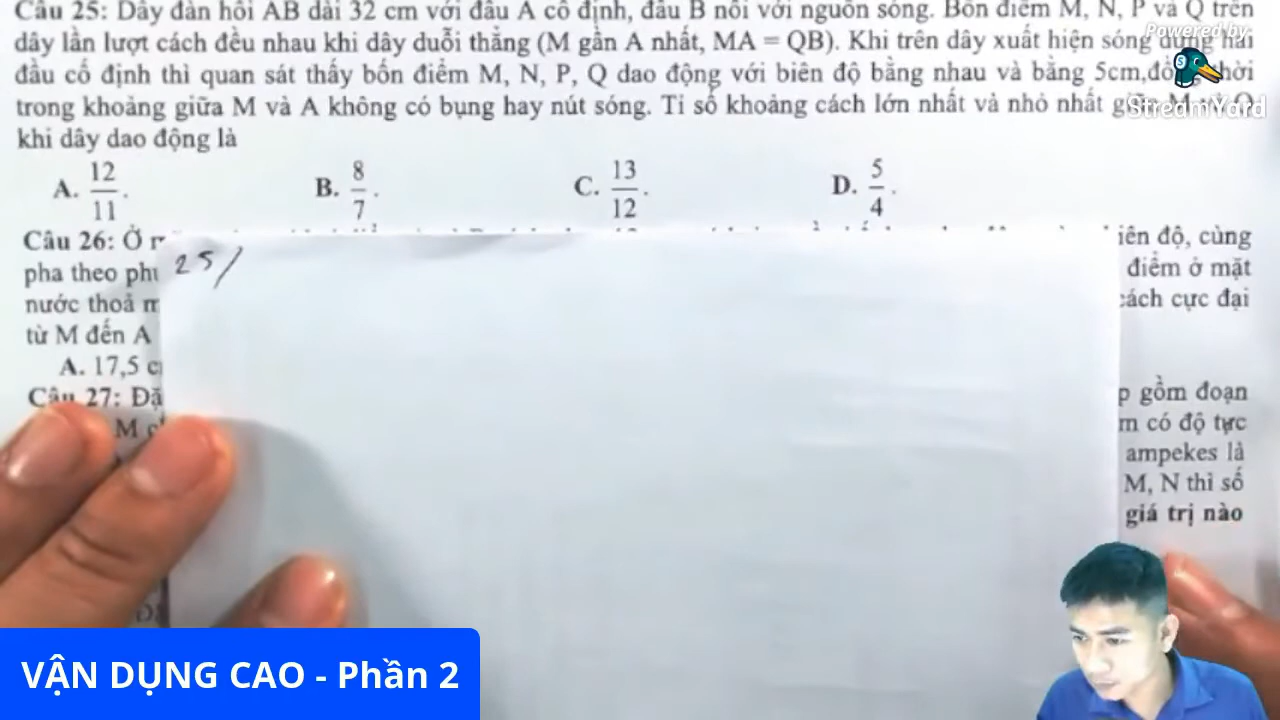 Câu 25: Dây đàn hồi AB dài 32 cm với đầu A cố định, đầu B nối với nguồn sóng. Bốn điểm M, N, P và Q trên
dây lần lượt cách đều nhau khi dây duỗi thẳng (M gần A nhất, MA = QB). Khi trên dây xuất hiện sóng dừng hai
đầu cố định thì quan sát thấy bốn điểm M, N, P, Q dao động với biên độ bằng nhau và bằng 5cm, đồng thời
trong khoảng giữa M và A không có bụng hay nút sóng. Tỉ số khoảng cách lớn nhất và nhỏ nhất
khi dây dao động là
A. 12/11.
B. 8/7.
C. 13/12.
D. 5/4.
Câu 26: Ở
iên độ, cùng
pha theo
điểm ở mặt
nước thoả
cách cực đại
từ M đến A
A. 17,5
Câu 27: Đặ
p gồm đoạn
M
m có độ tực
ampekes là
M, N thì số
giá trị nào
25/
Powered by
StreamYard
VẬN DỤNG CAO - Phần 2